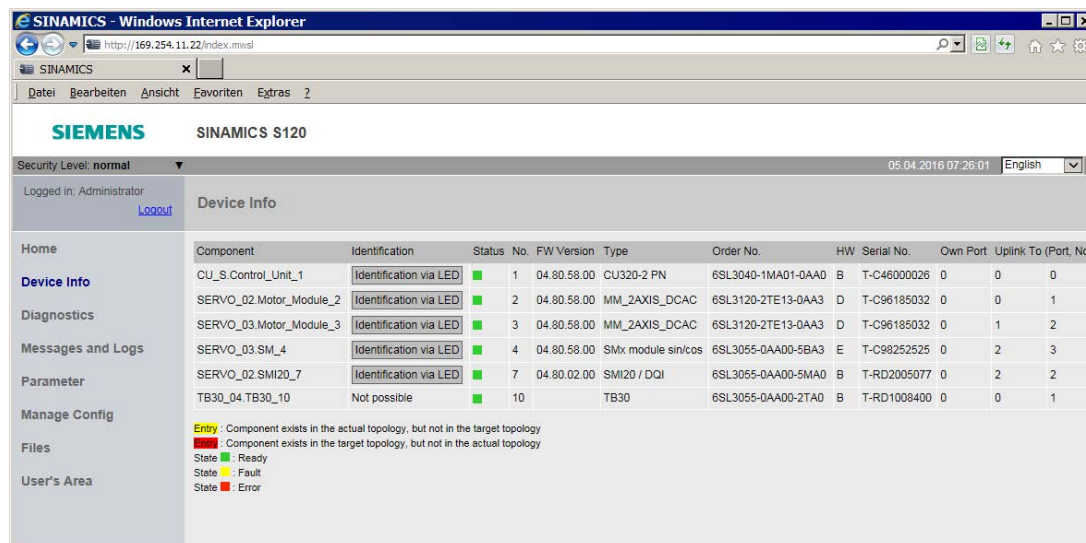 SINAMICS - Windows Internet Explorer
http://169.254.11.22/index.mwsl
SINAMICS
Datei Bearbeiten Ansicht Favoriten Extras ?
SIEMENS SINAMICS S120
Security Level: normal 05.04.2016 07:26:01 English
Logged in: Administrator
Logout
Device Info
Home
Device Info
Diagnostics
Messages and Logs
Parameter
Manage Config
Files
User's Area
Component Identification Status No. FW Version Type Order No. HW Serial No. Own Port Uplink To (Port, No
CU_S.Control_Unit_1 Identification via LED 1 04.80.58.00 CU320-2 PN 6SL3040-1MA01-0AA0 B T-C46000026 0 0 0
SERVO_02.Motor_Module_2 Identification via LED 2 04.80.58.00 MM_2AXIS_DCAC 6SL3120-2TE13-0AA3 D T-C96185032 0 0 1
SERVO_03.Motor_Module_3 Identification via LED 3 04.80.58.00 MM_2AXIS_DCAC 6SL3120-2TE13-0AA3 D T-C96185032 0 1 2
SERVO_03.SM_4 Identification via LED 4 04.80.58.00 SMx module sin/cos 6SL3055-0AA00-5BA3 E T-C98252525 0 2 3
SERVO_02.SMI20_7 Identification via LED 7 04.80.02.00 SMI20 / DQI 6SL3055-0AA00-5MA0 B T-RD2005077 0 2 2
TB30_04.TB30_10 Not possible 10 TB30 6SL3055-0AA00-2TA0 B T-RD1008400 0 0 1
Entry : Component exists in the actual topology, but not in the target topology
Entry : Component exists in the target topology, but not in the actual topology
State : Ready
State : Fault
State : Error